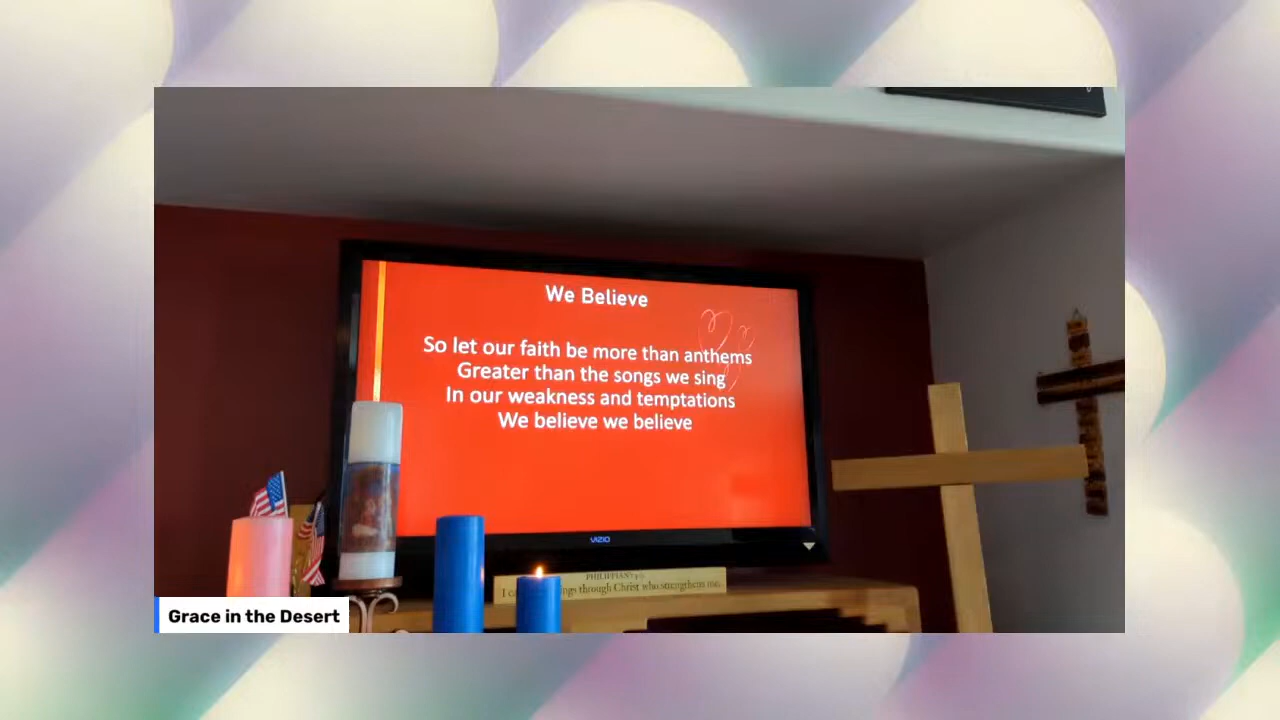 We Believe
So let our faith be more than anthems
Greater than the songs we sing
In our weakness and temptations
We believe we believe
VIZIO
PHILIPPIANS
I through Christ who strengthens me.
Grace in the Desert